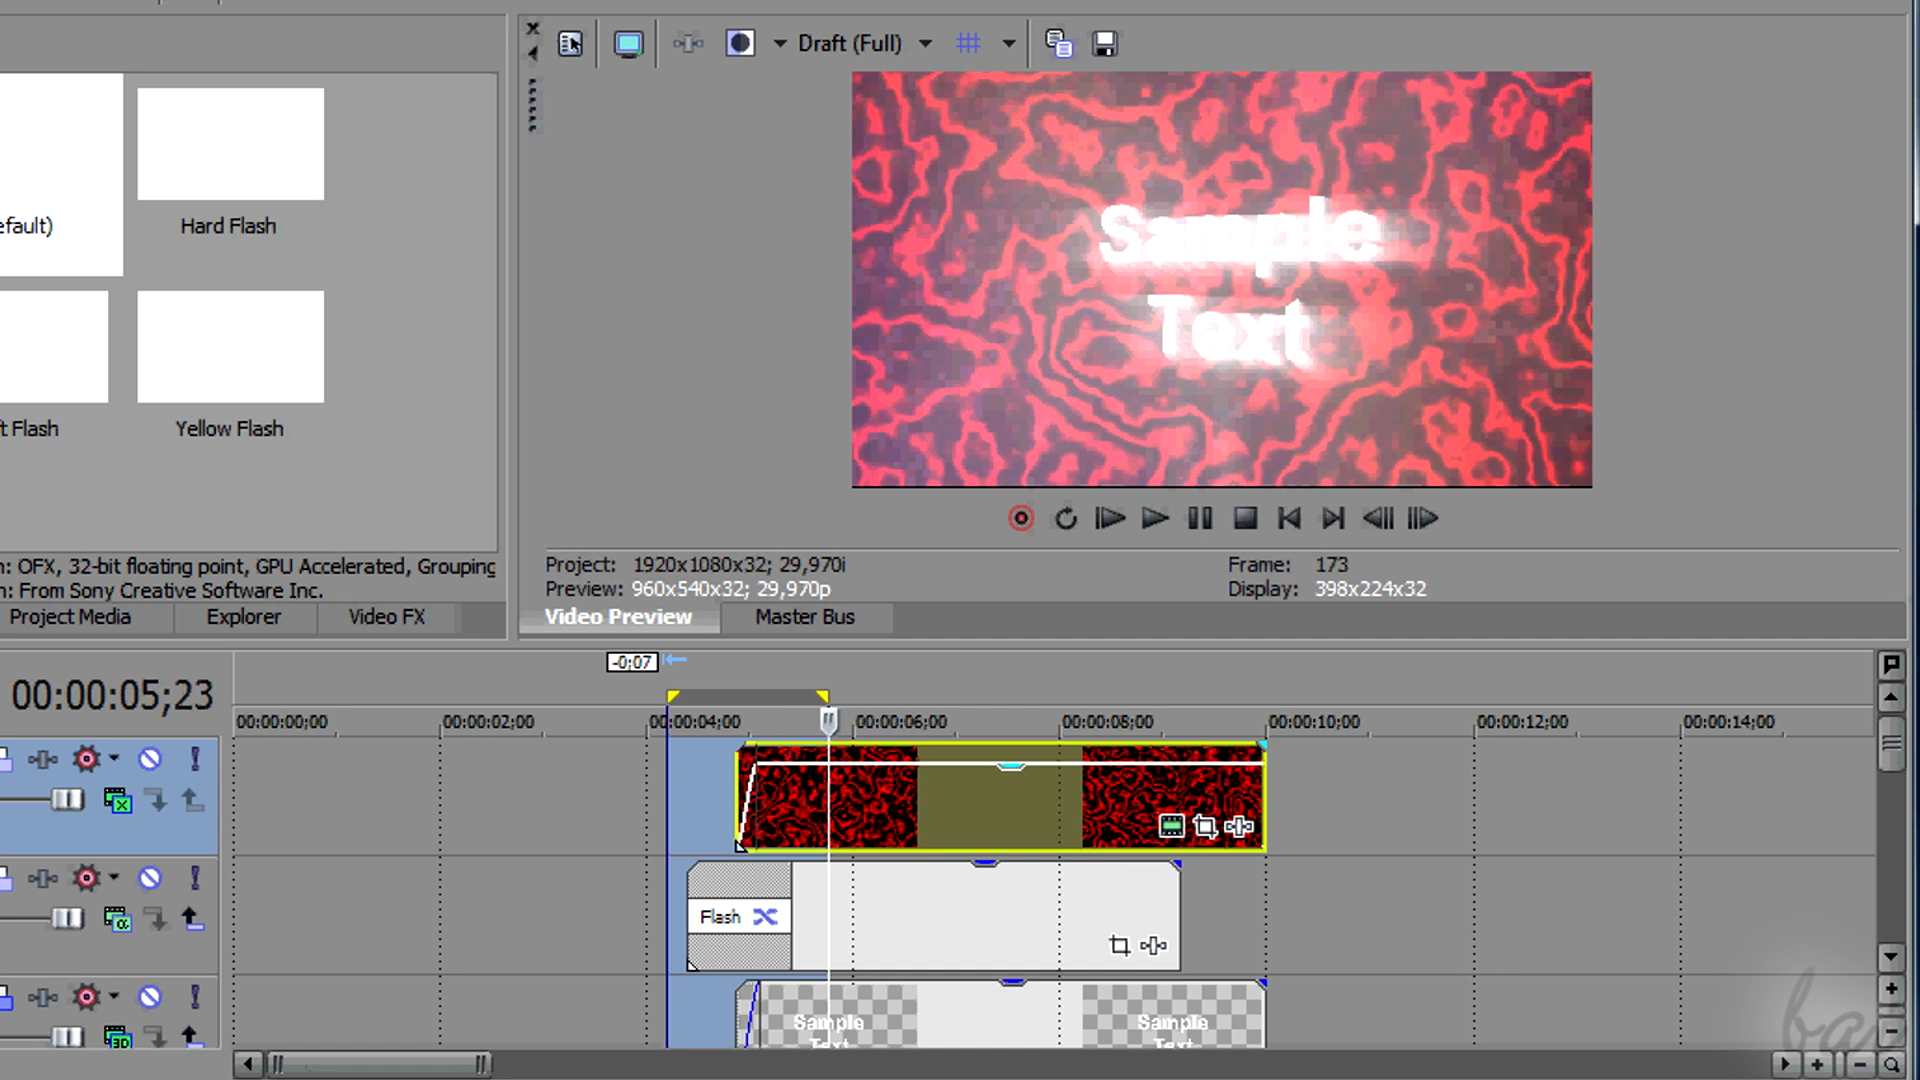 Draft (Full)
efault)
Hard Flash
t Flash
Yellow Flash
Sample
Text
n: OFX, 32-bit floating point, GPU Accelerated, Grouping
n: From Sony Creative Software Inc.
Project Media
Explorer
Video FX
Project: 1920x1080x32; 29,970i
Preview: 960x540x32; 29,970p
Frame: 173
Display: 398x224x32
Video Preview
Master Bus
-0;07
00:00:05;23
00:00:00;00
00:00:02;00
00:00:04;00
00:00:06;00
00:00:08;00
00:00:10;00
00:00:12;00
00:00:14;00
Flash
Sample
Text
Sample
Text
3D